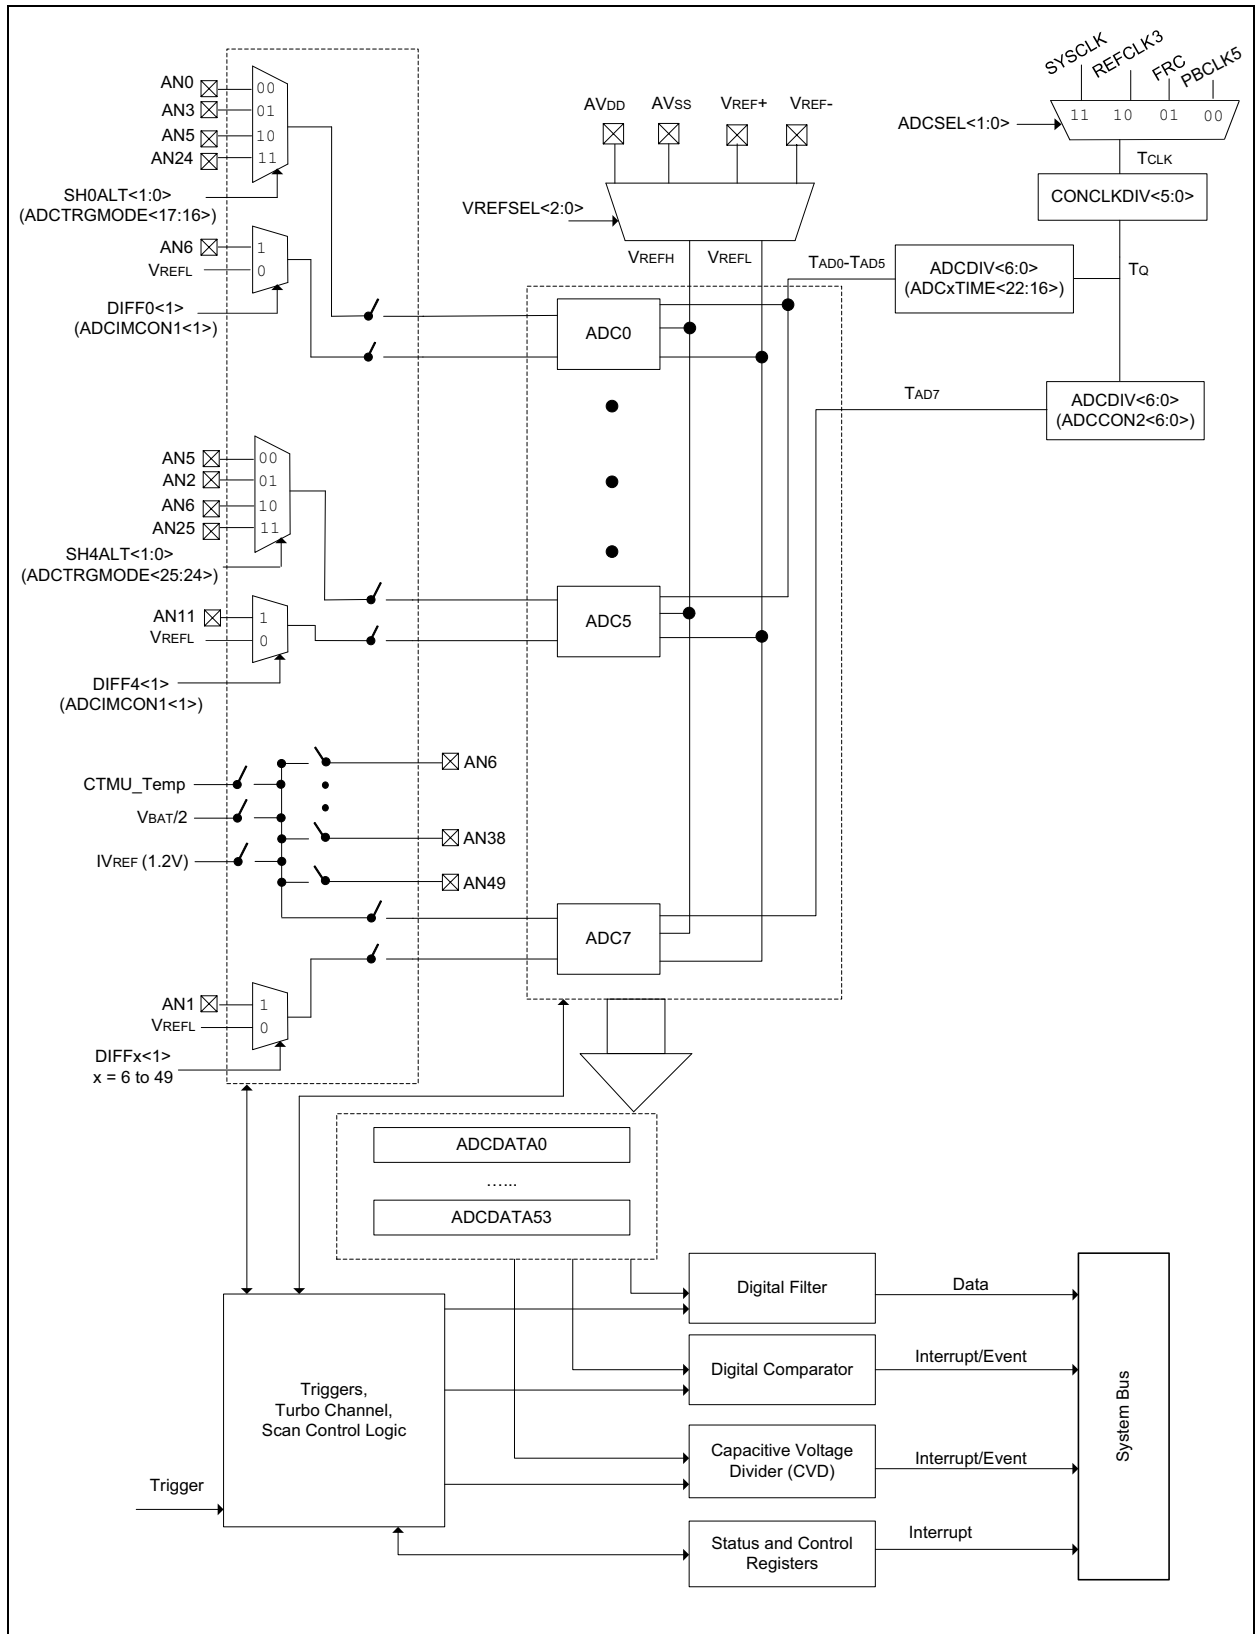 SYSCLK
REFCLK3
FRC
PBCLK5
ADCSEL<1:0>
11
10
01
00
TCLK
CONCLKDIV<5:0>
TQ
AVDD
AVSS
VREF+
VREF-
VREFSEL<2:0>
VREFH
VREFL
TAD0-TAD5
ADCDIV<6:0>
(ADCxTIME<22:16>)
TAD7
ADCDIV<6:0>
(ADCCON2<6:0>)
AN0
00
AN3
01
AN5
10
AN24
11
SH0ALT<1:0>
(ADCTRGMODE<17:16>)
AN6
1
VREFL
0
DIFF0<1>
(ADCIMCON1<1>)
ADC0
AN5
00
AN2
01
AN6
10
AN25
11
SH4ALT<1:0>
(ADCTRGMODE<25:24>)
AN11
1
VREFL
0
DIFF4<1>
(ADCIMCON1<1>)
ADC5
CTMU_Temp
VBAT/2
IVREF (1.2V)
AN6
AN38
AN49
ADC7
AN1
1
VREFL
0
DIFFx<1>
x = 6 to 49
ADCDATA0
…...
ADCDATA53
Triggers,
Turbo Channel,
Scan Control Logic
Trigger
Digital Filter
Data
Digital Comparator
Interrupt/Event
Capacitive Voltage
Divider (CVD)
Interrupt/Event
Status and Control
Registers
Interrupt
System Bus